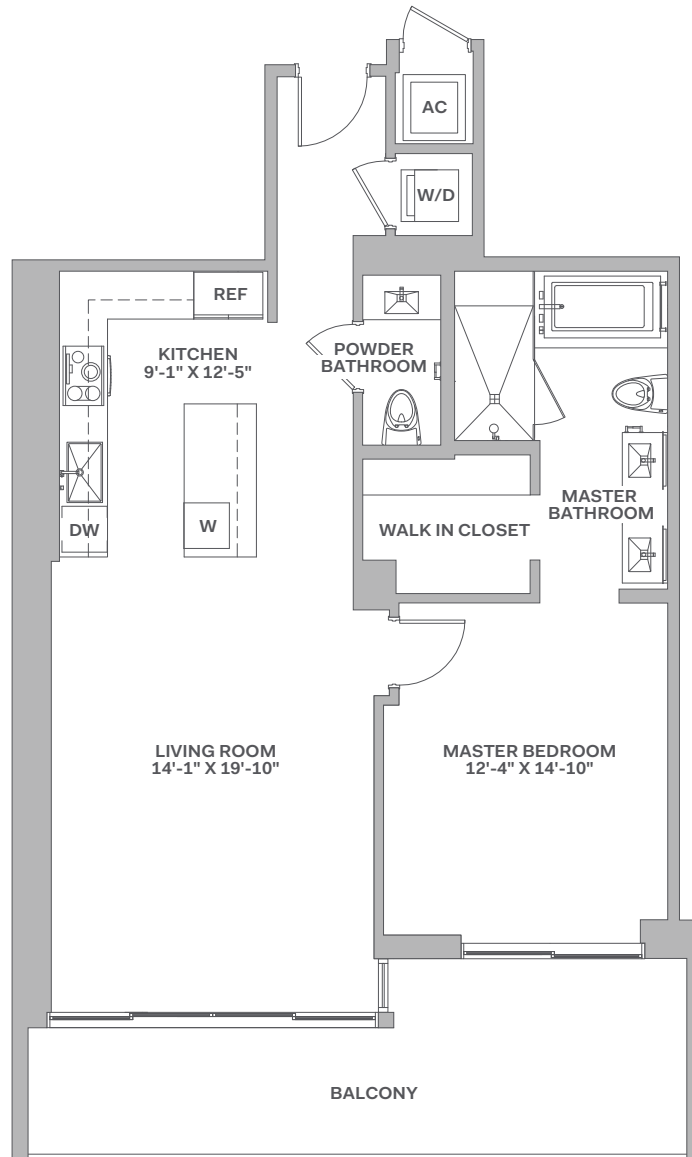 AC
W/D
REF
KITCHEN
9'-1" X 12'-5"
POWDER
BATHROOM
DW
W
WALK IN CLOSET
MASTER
BATHROOM
LIVING ROOM
14'-1" X 19'-10"
MASTER BEDROOM
12'-4" X 14'-10"
BALCONY